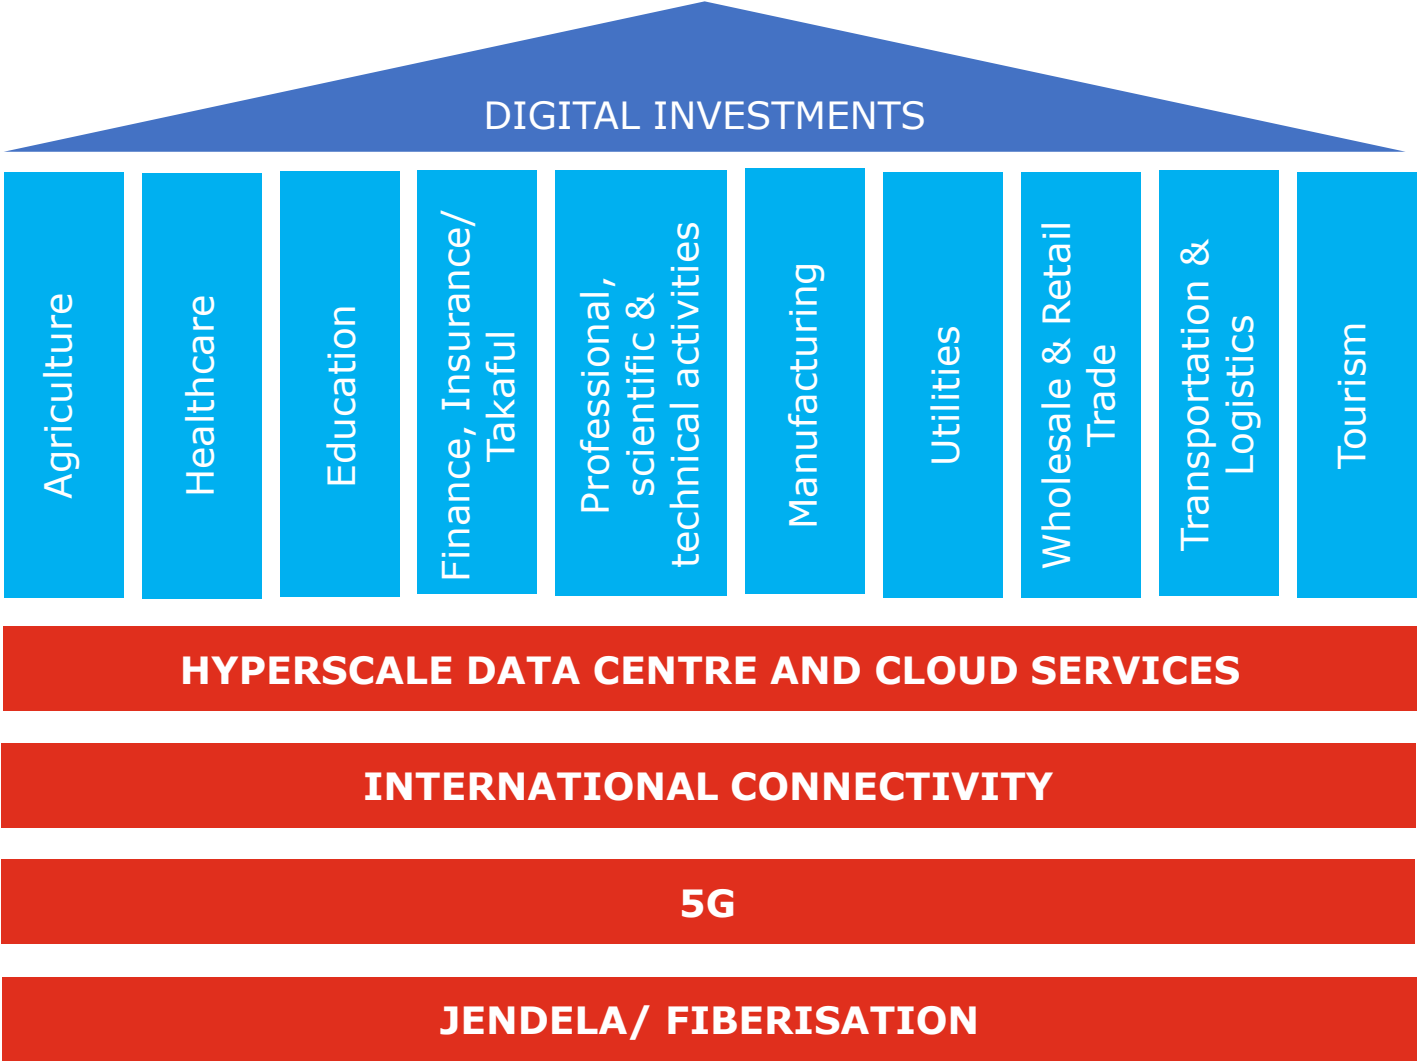 DIGITAL INVESTMENTS
Agriculture
Healthcare
Education
Finance, Insurance/
Takaful
Professional,
scientific &
technical activities
Manufacturing
Utilities
Wholesale & Retail
Trade
Transportation &
Logistics
Tourism
HYPERSCALE DATA CENTRE AND CLOUD SERVICES
INTERNATIONAL CONNECTIVITY
5G
JENDELA/ FIBERISATION